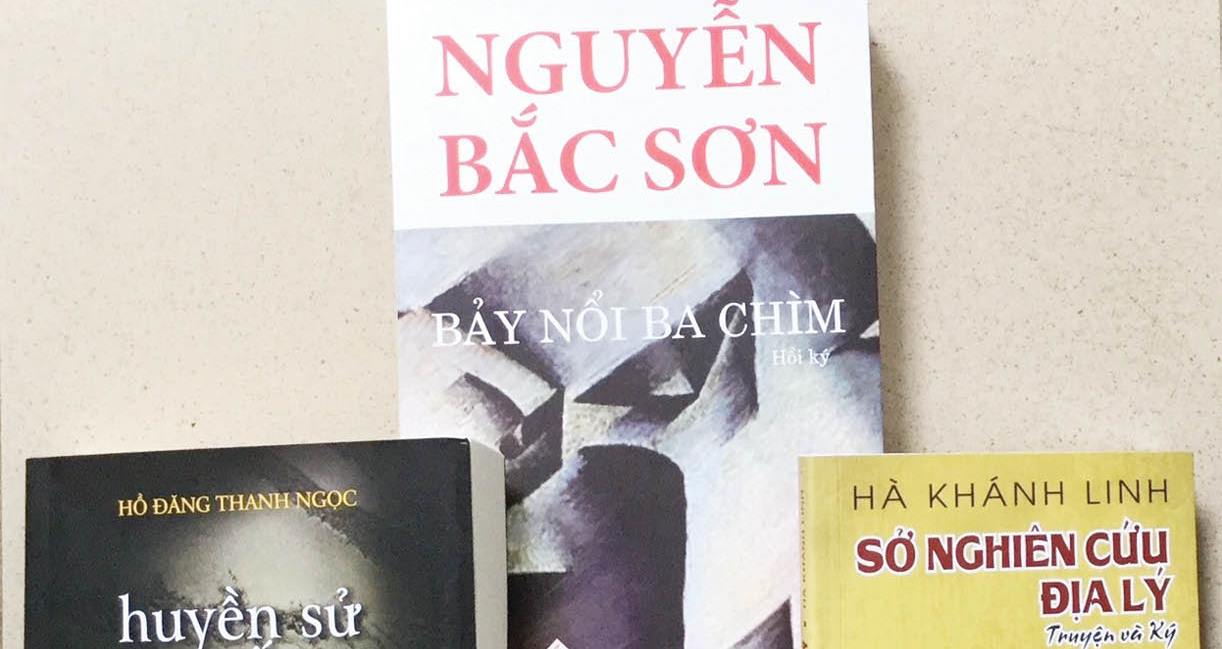 NGUYỄN
BẮC SƠN
BẢY NỔI BA CHÌM
Hồi ký
HỒ ĐĂNG THANH NGỌC
huyền sử
HÀ KHÁNH LINH
SỞ NGHIÊN CỨU
ĐỊA LÝ
Truyện và Ký